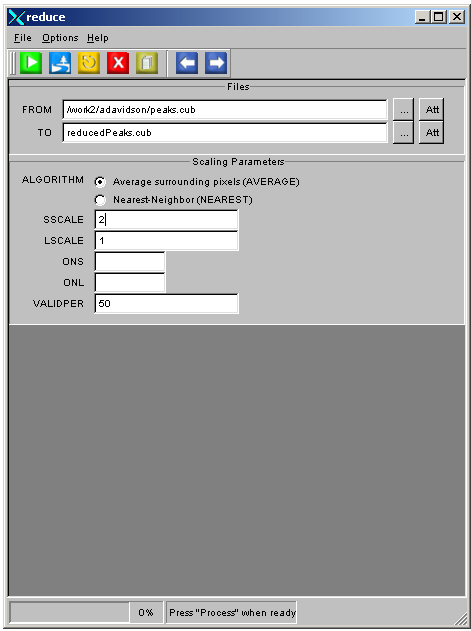 reduce
File Options Help
Files
FROM /work2/adavidson/peaks.cub ... Att
TO reducedPeaks.cub ... Att
Scaling Parameters
ALGORITHM Average surrounding pixels (AVERAGE)
Nearest-Neighbor (NEAREST)
SSCALE 2
LSCALE 1
ONS
ONL
VALIDPER 50
0% Press "Process" when ready